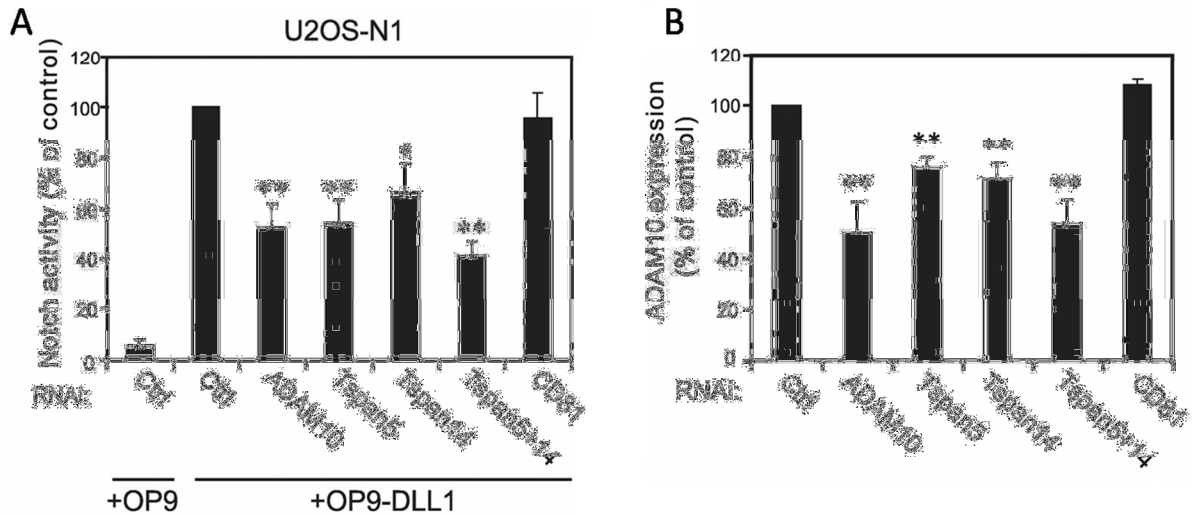 A
U2OS-N1
Notch activity (% of control)
120
100
80
60
40
20
0
**
**
*
**
RNAi:
Ctrl
Ctrl
ADAM10
Tspan5
Tspan14
Tspan5+14
CD81
+OP9
+OP9-DLL1
B
ADAM10 expression
(% of control)
120
100
80
60
40
20
0
**
**
**
**
RNAi:
Ctrl
ADAM10
Tspan5
Tspan14
Tspan5+14
CD81